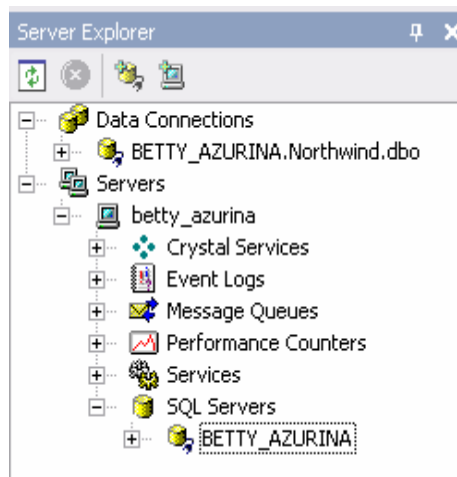 Server Explorer
Data Connections
BETTY_AZURINA.Northwind.dbo
Servers
betty_azurina
Crystal Services
Event Logs
Message Queues
Performance Counters
Services
SQL Servers
BETTY_AZURINA